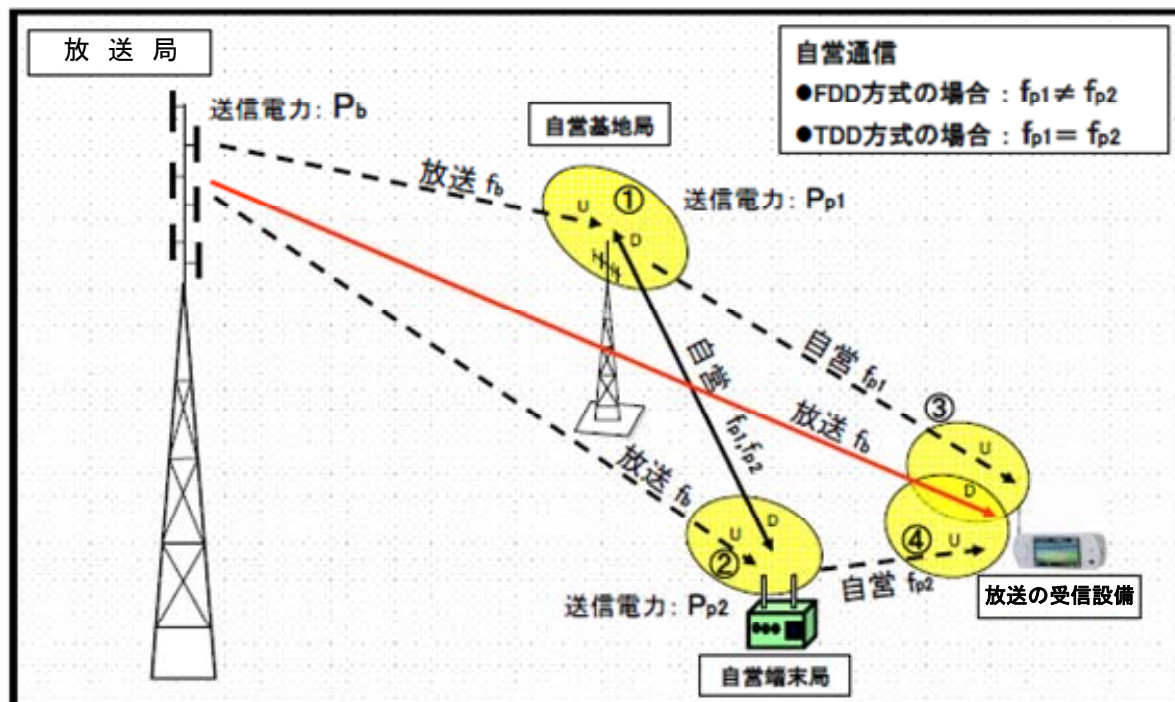 放 送 局
送信電力: Pb
自営通信
●FDD方式の場合 : fp1≠ fp2
●TDD方式の場合 : fp1= fp2
自営基地局
放送 fb
①
U
D
送信電力: Pp1
自営 fp1
自営 fp1,fp2
放送 fb
③
U
D
放送 fb
U
D
②
④
U
自営 fp2
送信電力: Pp2
放送の受信設備
自営端末局